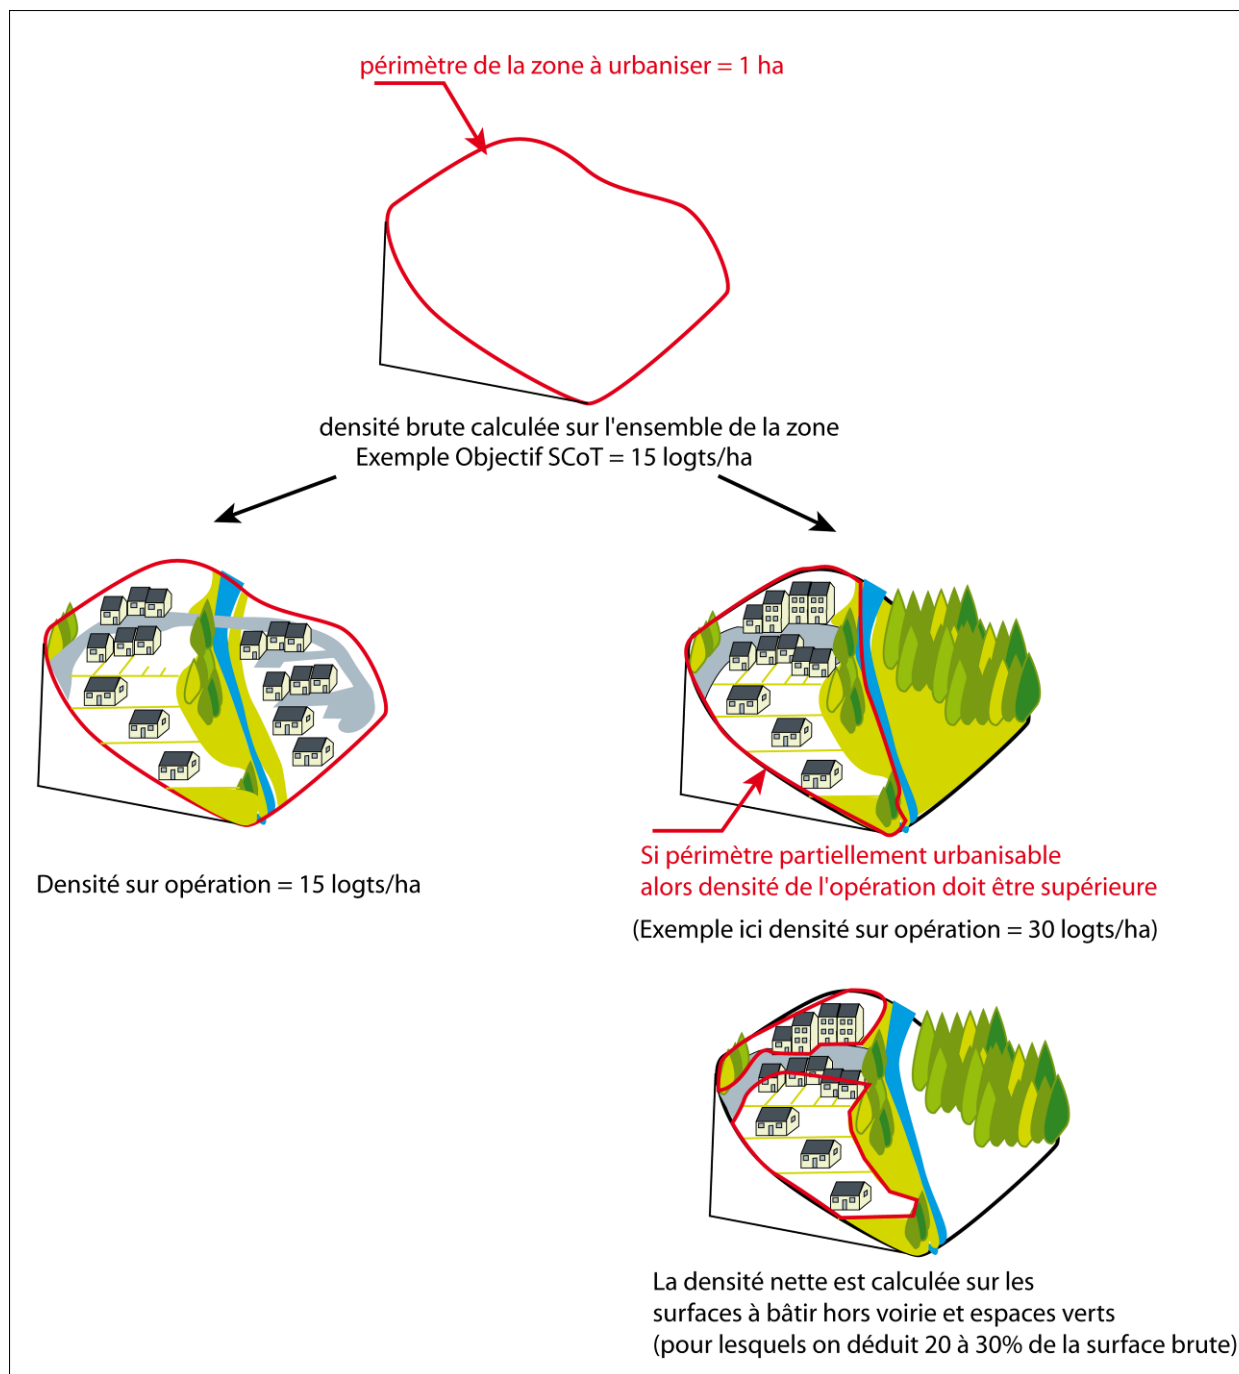 périmètre de la zone à urbaniser = 1 ha
densité brute calculée sur l'ensemble de la zone
Exemple Objectif SCoT = 15 logts/ha
Densité sur opération = 15 logts/ha
Si périmètre partiellement urbanisable
alors densité de l'opération doit être supérieure
(Exemple ici densité sur opération = 30 logts/ha)
La densité nette est calculée sur les
surfaces à bâtir hors voirie et espaces verts
(pour lesquels on déduit 20 à 30% de la surface brute)